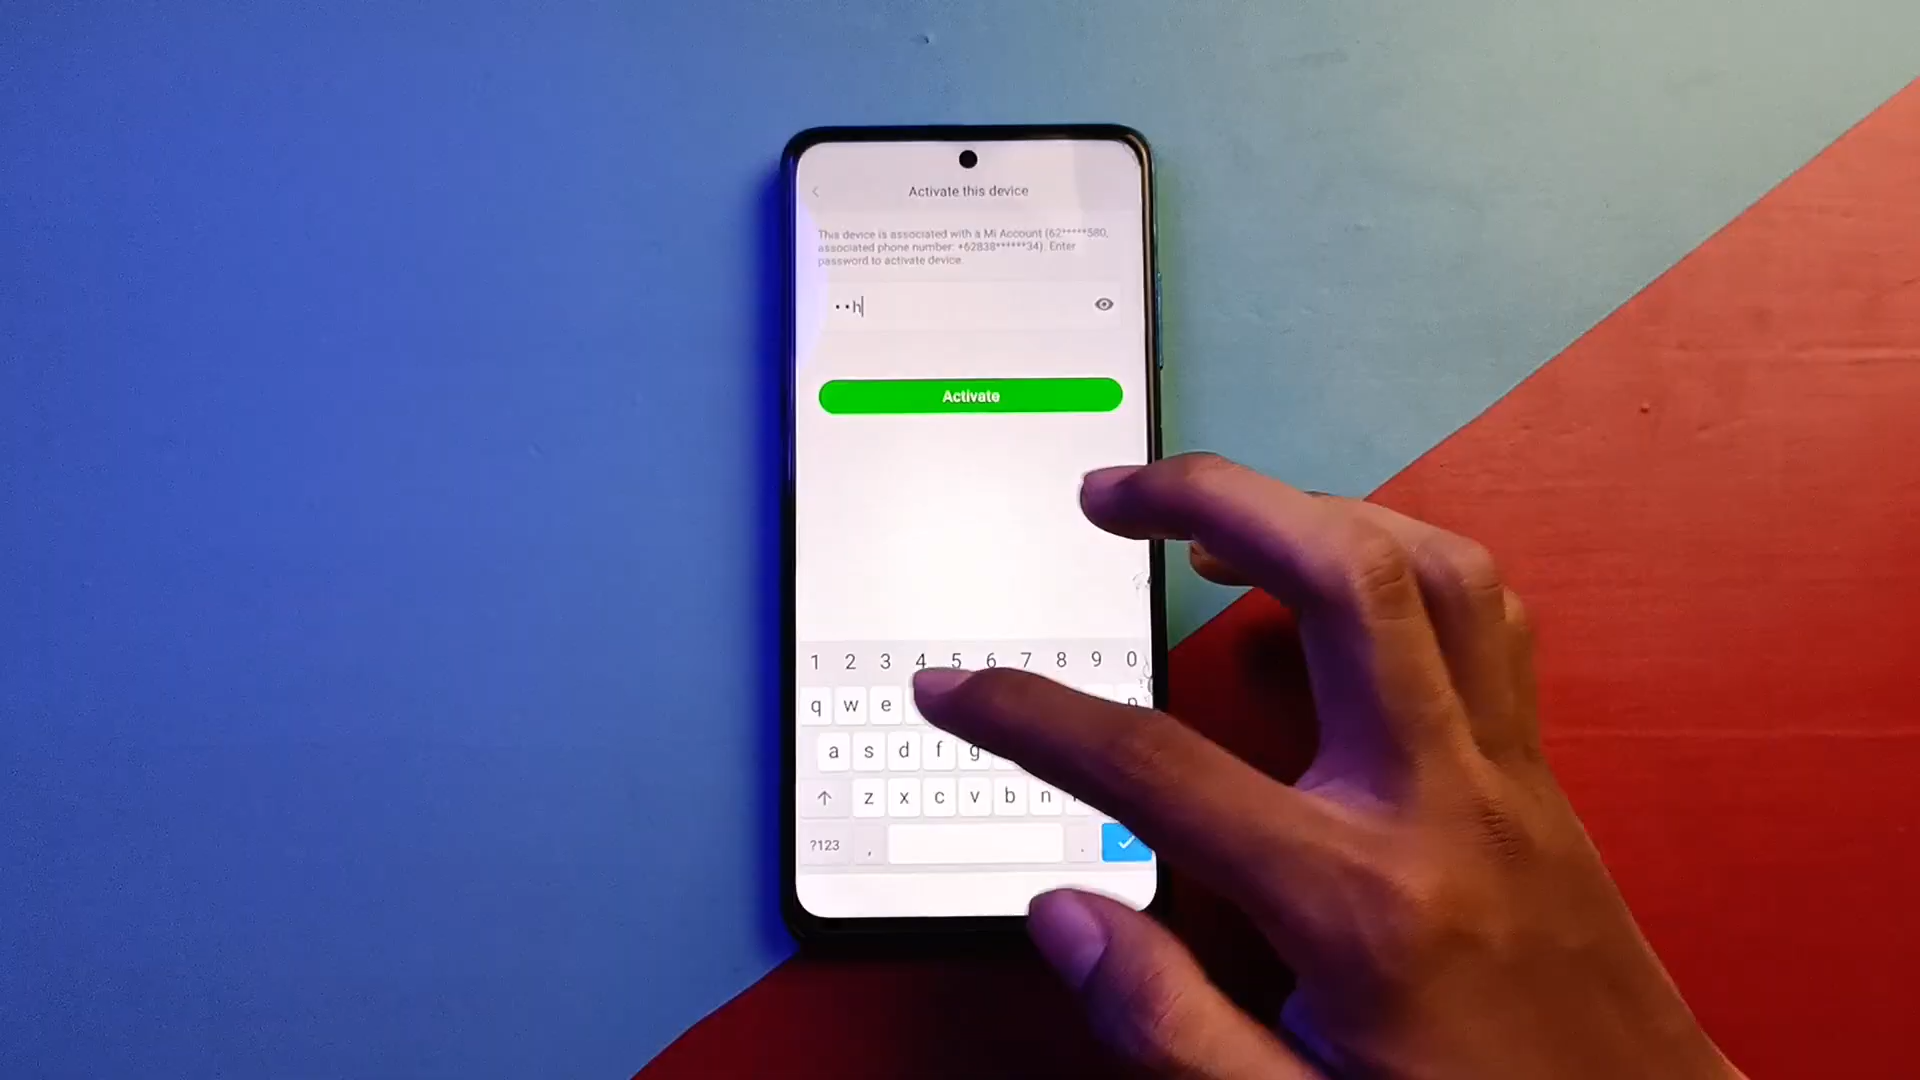 Activate this device
This device is associated with a Mi Account (62*****580,
associated phone number: +62838******34). Enter
password to activate device.
••h
Activate
1 2 3 4 5 6 7 8 9 0
q w e
a s d f g
z x c v b n
?123 , .